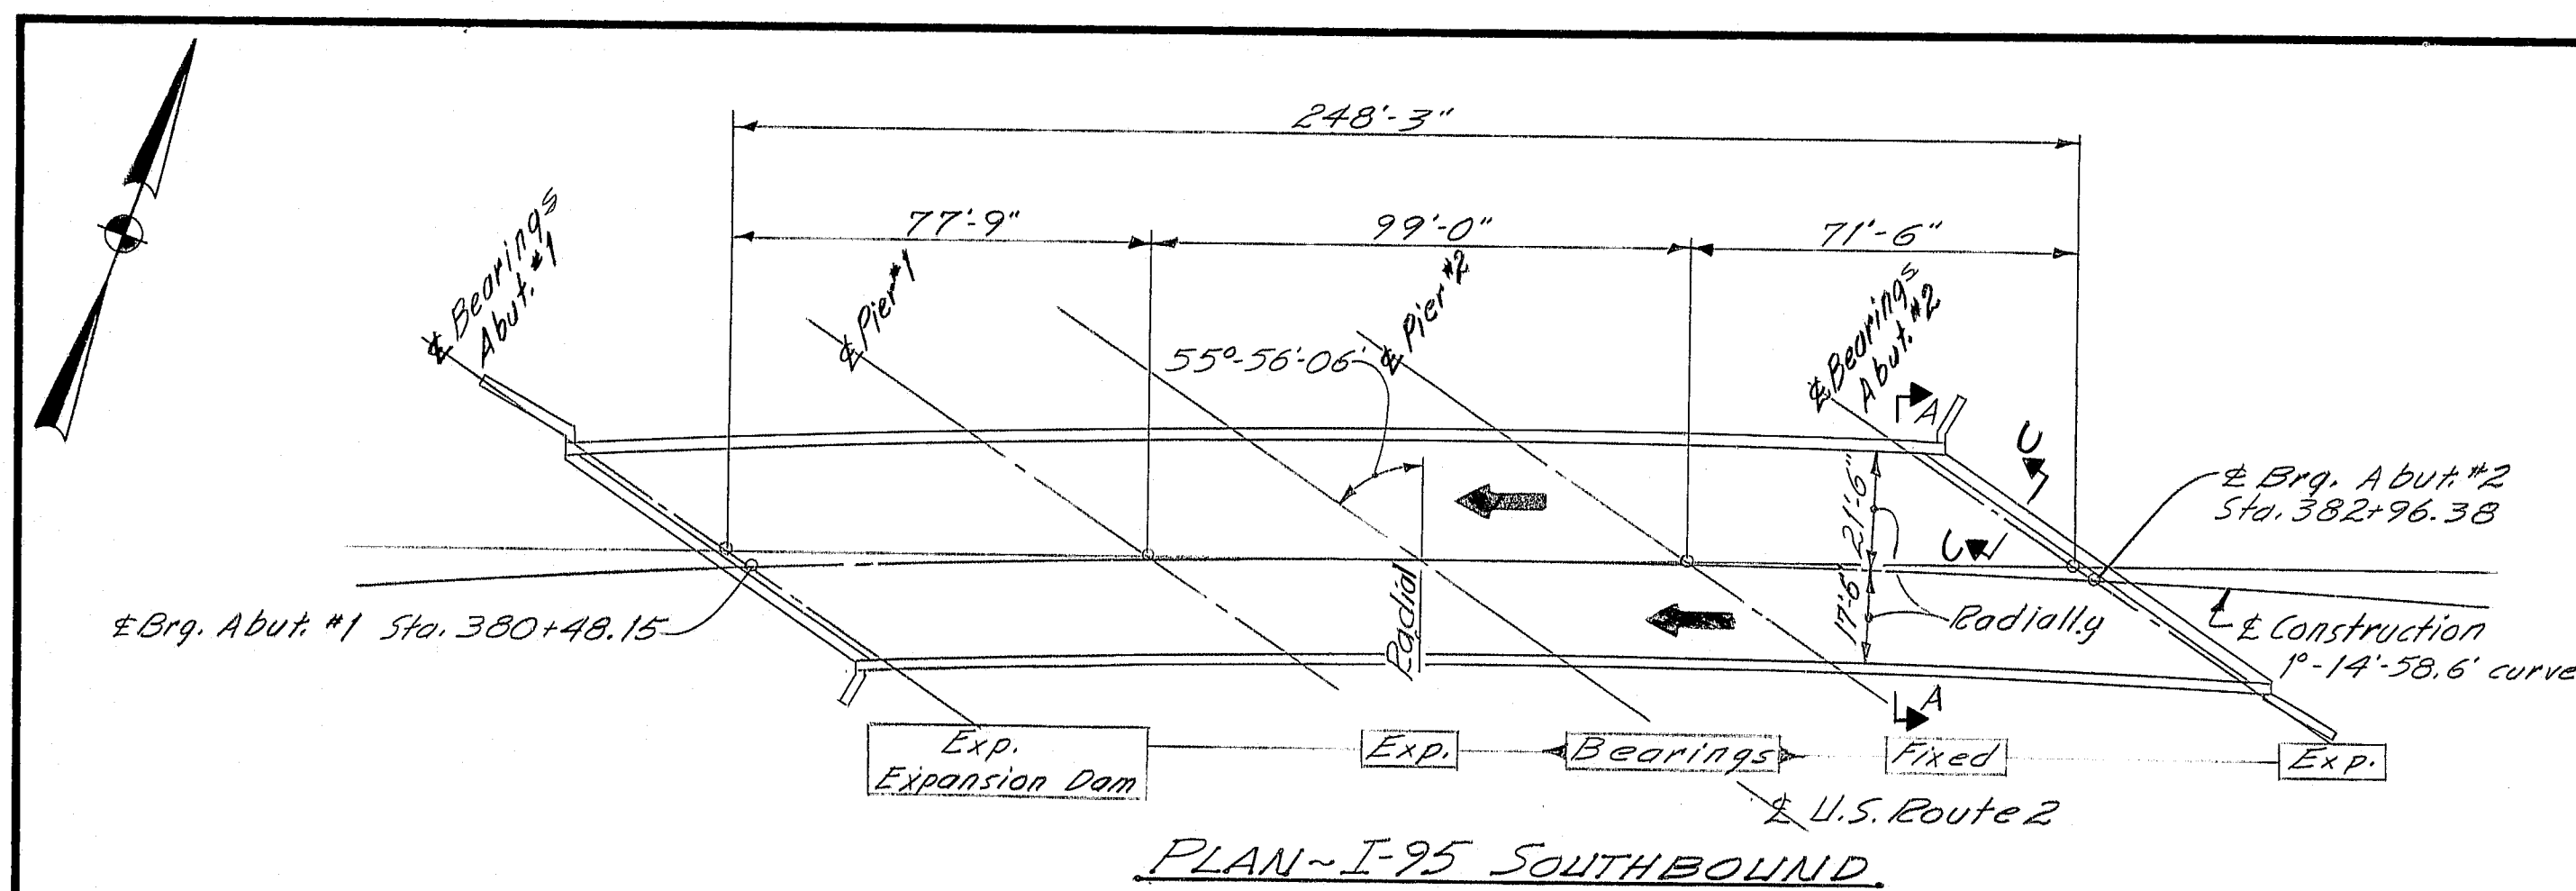 248'-3"
77'-9"
99'-0"
71'-6"
℄ Bearings
Abut. #1
℄ Pier #1
55°-56'-06'
℄ Pier #2
℄ Bearings
Abut. #2
A
C
℄ Brg. Abut. #2
Sta. 382+96.38
21'-6"
C
17'-6"
Radially
℄ Brg. Abut. #1 Sta. 380+48.15
Radial
℄ Construction
1°-14'-58.6' curve
A
Exp.
Expansion Dam
Exp.
Bearings
Fixed
Exp.
℄ U.S. Route 2
PLAN~I-95 SOUTHBOUND